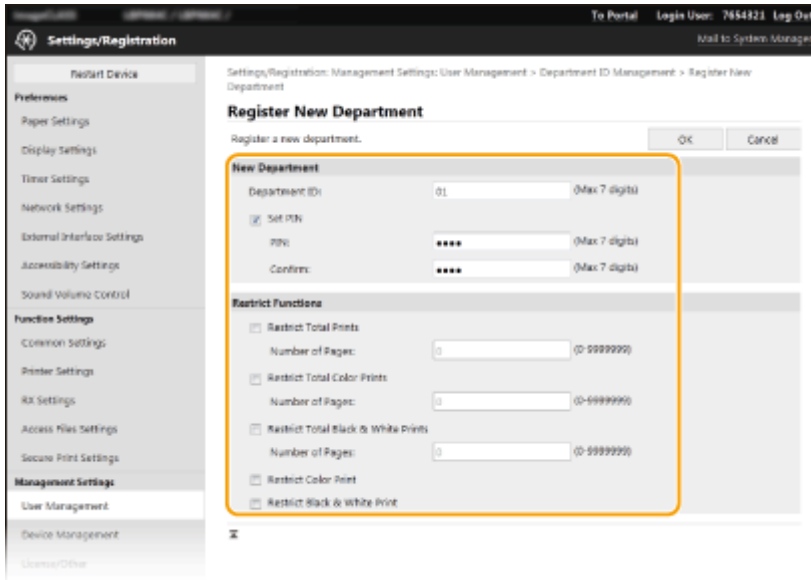 To Portal Login User: 7654321 Log Out
Settings/Registration
Mail to System Manager
Restart Device
Preferences
Paper Settings
Display Settings
Timer Settings
Network Settings
External Interface Settings
Accessibility Settings
Sound Volume Control
Function Settings
Common Settings
Printer Settings
RX Settings
Access Files Settings
Secure Print Settings
Management Settings
User Management
Device Management
License/Other
Settings/Registration: Management Settings: User Management > Department ID Management > Register New
Department
Register New Department
Register a new department.
OK Cancel
New Department
Department ID: 01 (Max 7 digits)
Set PIN
PIN: •••• (Max 7 digits)
Confirm: •••• (Max 7 digits)
Restrict Functions
Restrict Total Prints
Number of Pages: 0 (0-9999999)
Restrict Total Color Prints
Number of Pages: 0 (0-9999999)
Restrict Total Black & White Prints
Number of Pages: 0 (0-9999999)
Restrict Color Print
Restrict Black & White Print